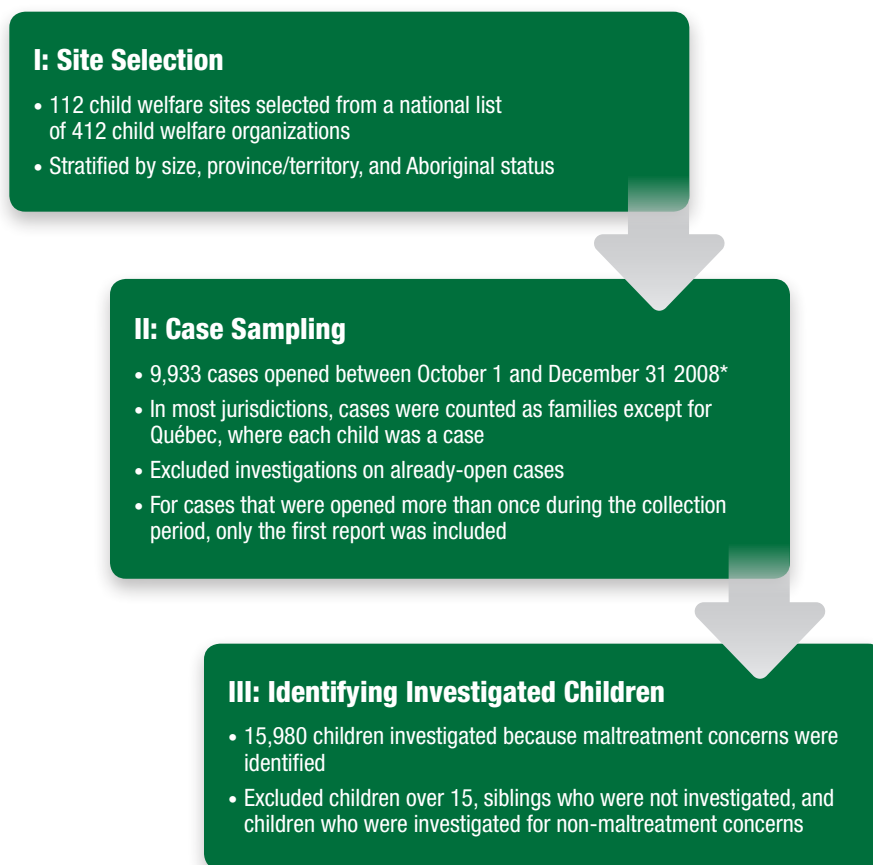 I: Site Selection
• 112 child welfare sites selected from a national list
of 412 child welfare organizations
• Stratified by size, province/territory, and Aboriginal status
II: Case Sampling
• 9,933 cases opened between October 1 and December 31 2008*
• In most jurisdictions, cases were counted as families except for
Québec, where each child was a case
• Excluded investigations on already-open cases
• For cases that were opened more than once during the collection
period, only the first report was included
III: Identifying Investigated Children
• 15,980 children investigated because maltreatment concerns were
identified
• Excluded children over 15, siblings who were not investigated, and
children who were investigated for non-maltreatment concerns